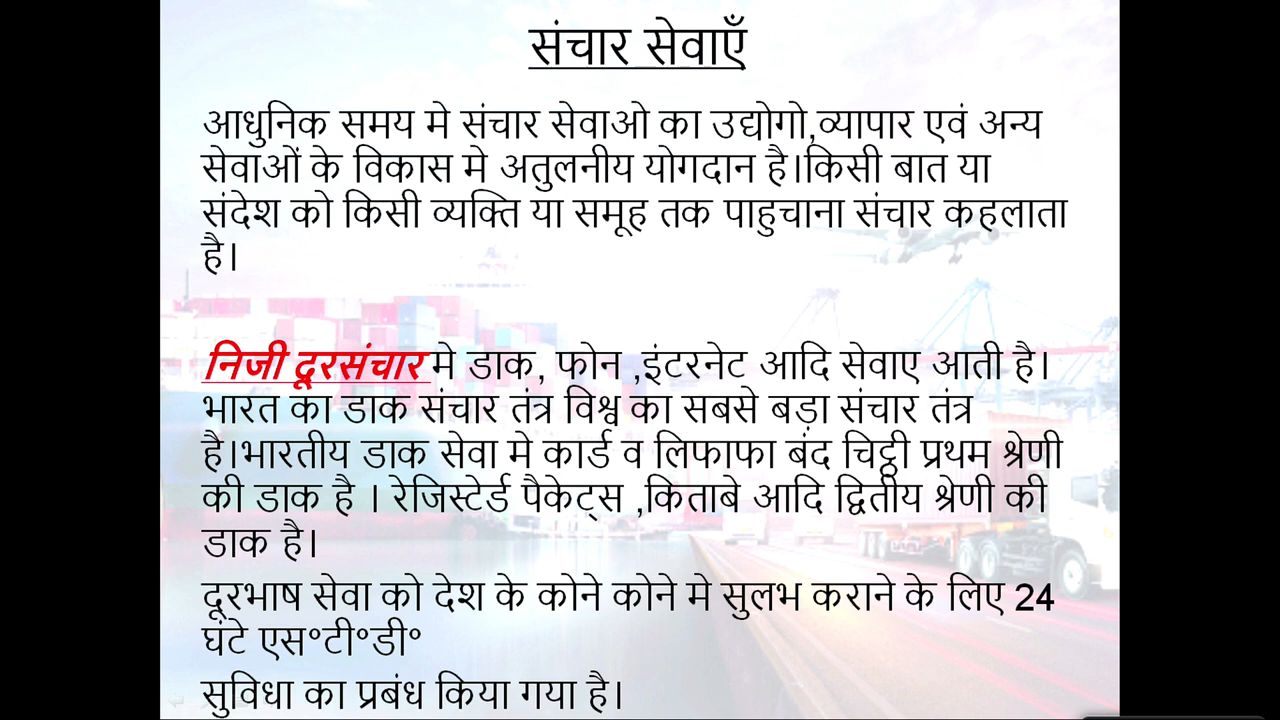 संचार सेवाएँ
आधुनिक समय मे संचार सेवाओ का उद्योगो,व्यापार एवं अन्य
सेवाओं के विकास मे अतुलनीय योगदान है।किसी बात या
संदेश को किसी व्यक्ति या समूह तक पाहुचाना संचार कहलाता
है।
निजी दूरसंचार मे डाक, फोन ,इंटरनेट आदि सेवाए आती है।
भारत का डाक संचार तंत्र विश्व का सबसे बड़ा संचार तंत्र
है।भारतीय डाक सेवा मे कार्ड व लिफाफा बंद चिट्ठी प्रथम श्रेणी
की डाक है । रेजिस्टेर्ड पैकेट्स ,किताबे आदि द्वितीय श्रेणी की
डाक है।
दूरभाष सेवा को देश के कोने कोने मे सुलभ कराने के लिए 24
घंटे एस°टी°डी°
सुविधा का प्रबंध किया गया है।